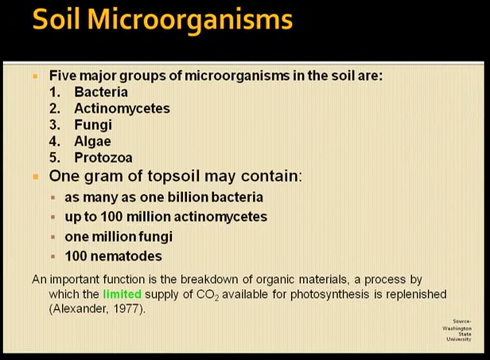 Soil Microorganisms
Five major groups of microorganisms in the soil are:
1. Bacteria
2. Actinomycetes
3. Fungi
4. Algae
5. Protozoa
One gram of topsoil may contain:
as many as one billion bacteria
up to 100 million actinomycetes
one million fungi
100 nematodes
An important function is the breakdown of organic materials, a process by
which the limited supply of CO2 available for photosynthesis is replenished
(Alexander, 1977).
Source-
Washington
State
University